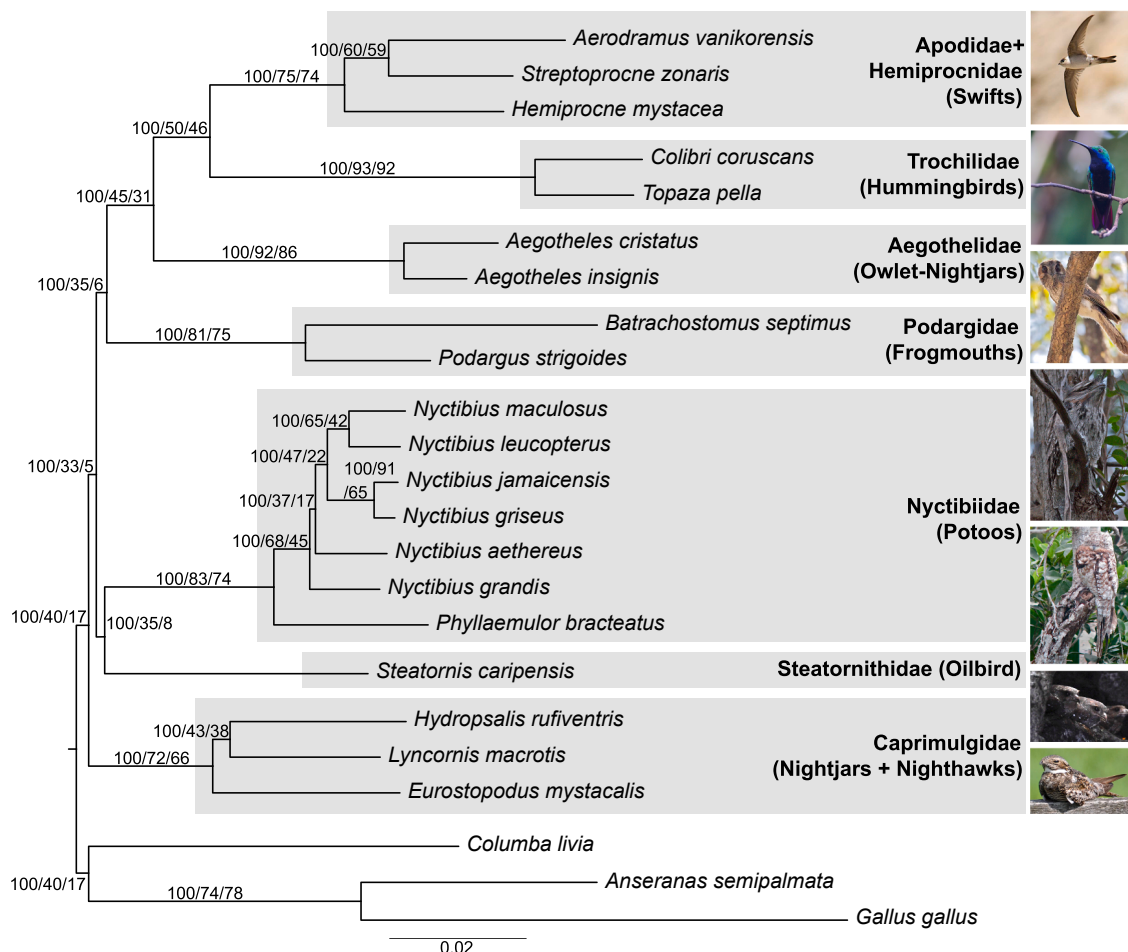 Aerodramus vanikorensis
100/60/59
Streptoprocne zonaris
100/75/74
Hemiprocne mystacea
Apodidae+
Hemiprocnidae
(Swifts)
100/50/46
Colibri coruscans
100/93/92
Topaza pella
Trochilidae
(Hummingbirds)
100/45/31
Aegotheles cristatus
100/92/86
Aegotheles insignis
Aegothelidae
(Owlet-Nightjars)
100/35/6
Batrachostomus septimus
100/81/75
Podargus strigoides
Podargidae
(Frogmouths)
Nyctibius maculosus
100/65/42
Nyctibius leucopterus
100/47/22
100/91
/65
Nyctibius jamaicensis
100/37/17
Nyctibius griseus
100/68/45
Nyctibius aethereus
100/83/74
Nyctibius grandis
Phyllaemulor bracteatus
Nyctibiidae
(Potoos)
100/33/5
100/35/8
100/40/17
Steatornis caripensis
Steatornithidae (Oilbird)
Hydropsalis rufiventris
100/43/38
100/72/66
Lyncornis macrotis
Eurostopodus mystacalis
Caprimulgidae
(Nightjars + Nighthawks)
Columba livia
100/40/17
100/74/78
Anseranas semipalmata
Gallus gallus
0.02